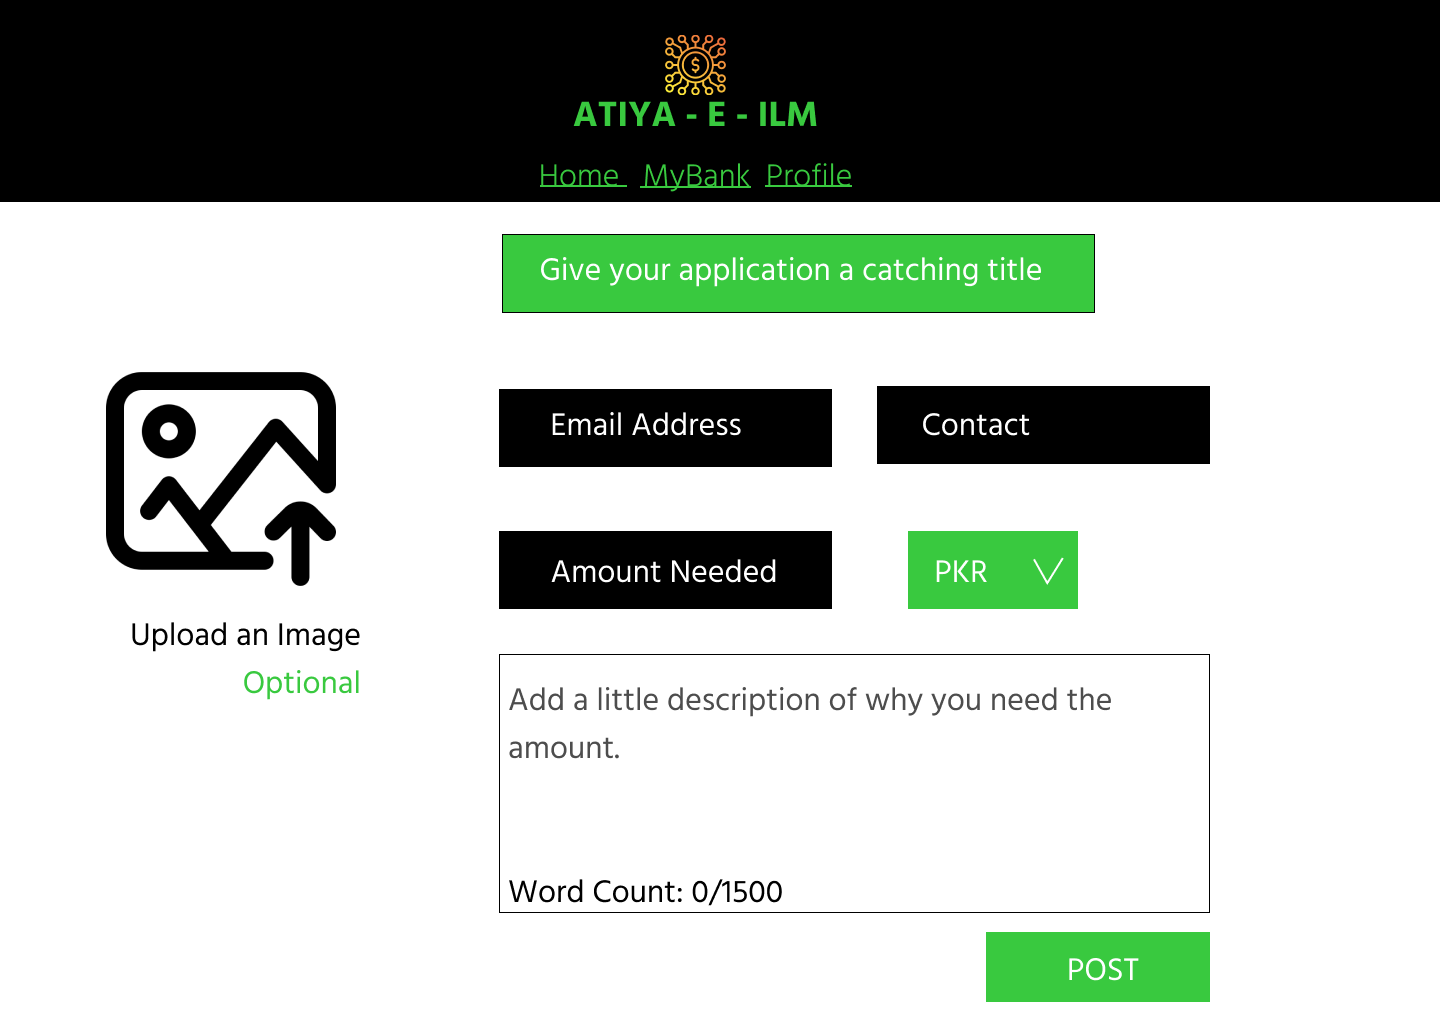 ATIYA - E - ILM
Home MyBank Profile
Give your application a catching title
Email Address
Contact
Amount Needed
PKR
Upload an Image
Optional
Add a little description of why you need the
amount.
Word Count: 0/1500
POST